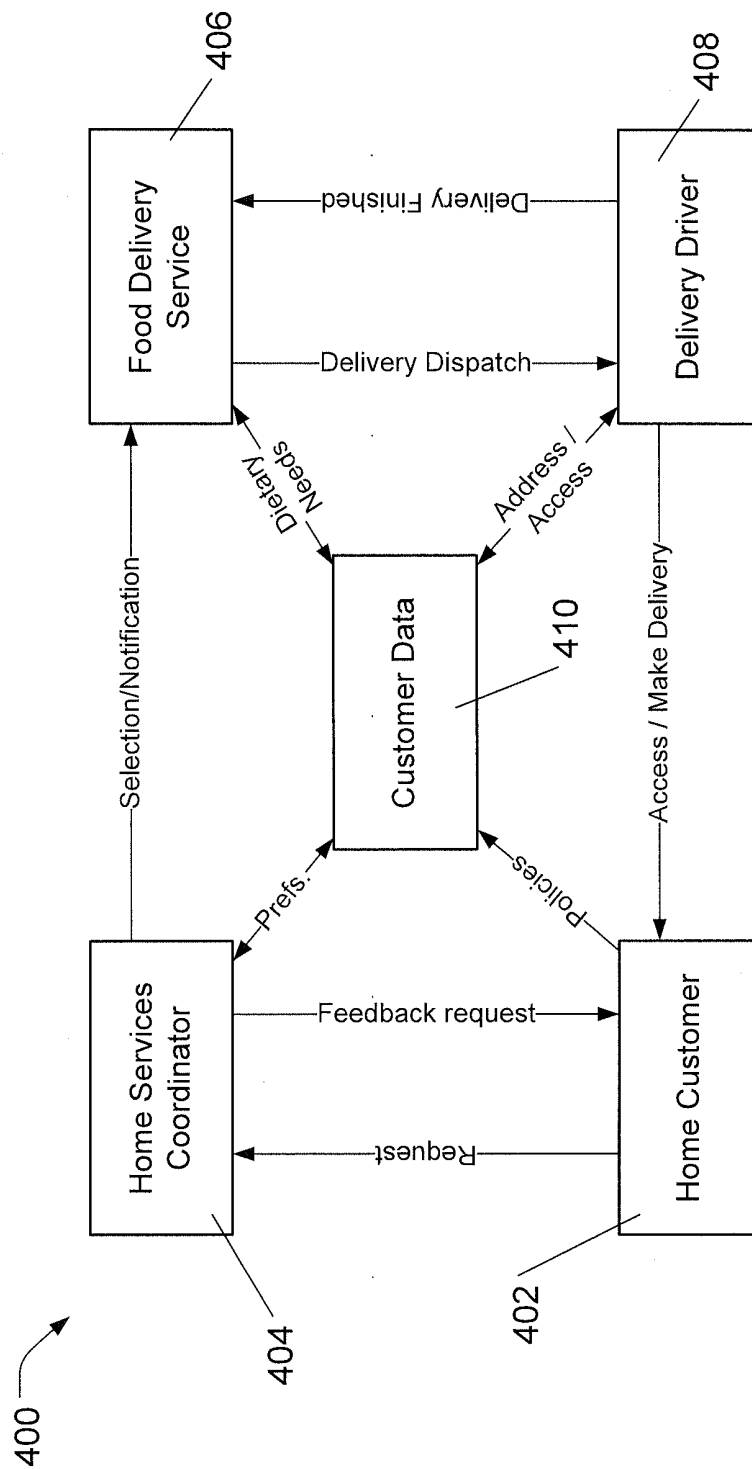 400
Home Services
Coordinator
404
Selection/Notification
Food Delivery
Service
406
Request
Feedback request
Prefs.
Dietary
Needs
Delivery Dispatch
Delivery Finished
Customer Data
410
Policies
Address /
Access
Home Customer
402
Access / Make Delivery
Delivery Driver
408